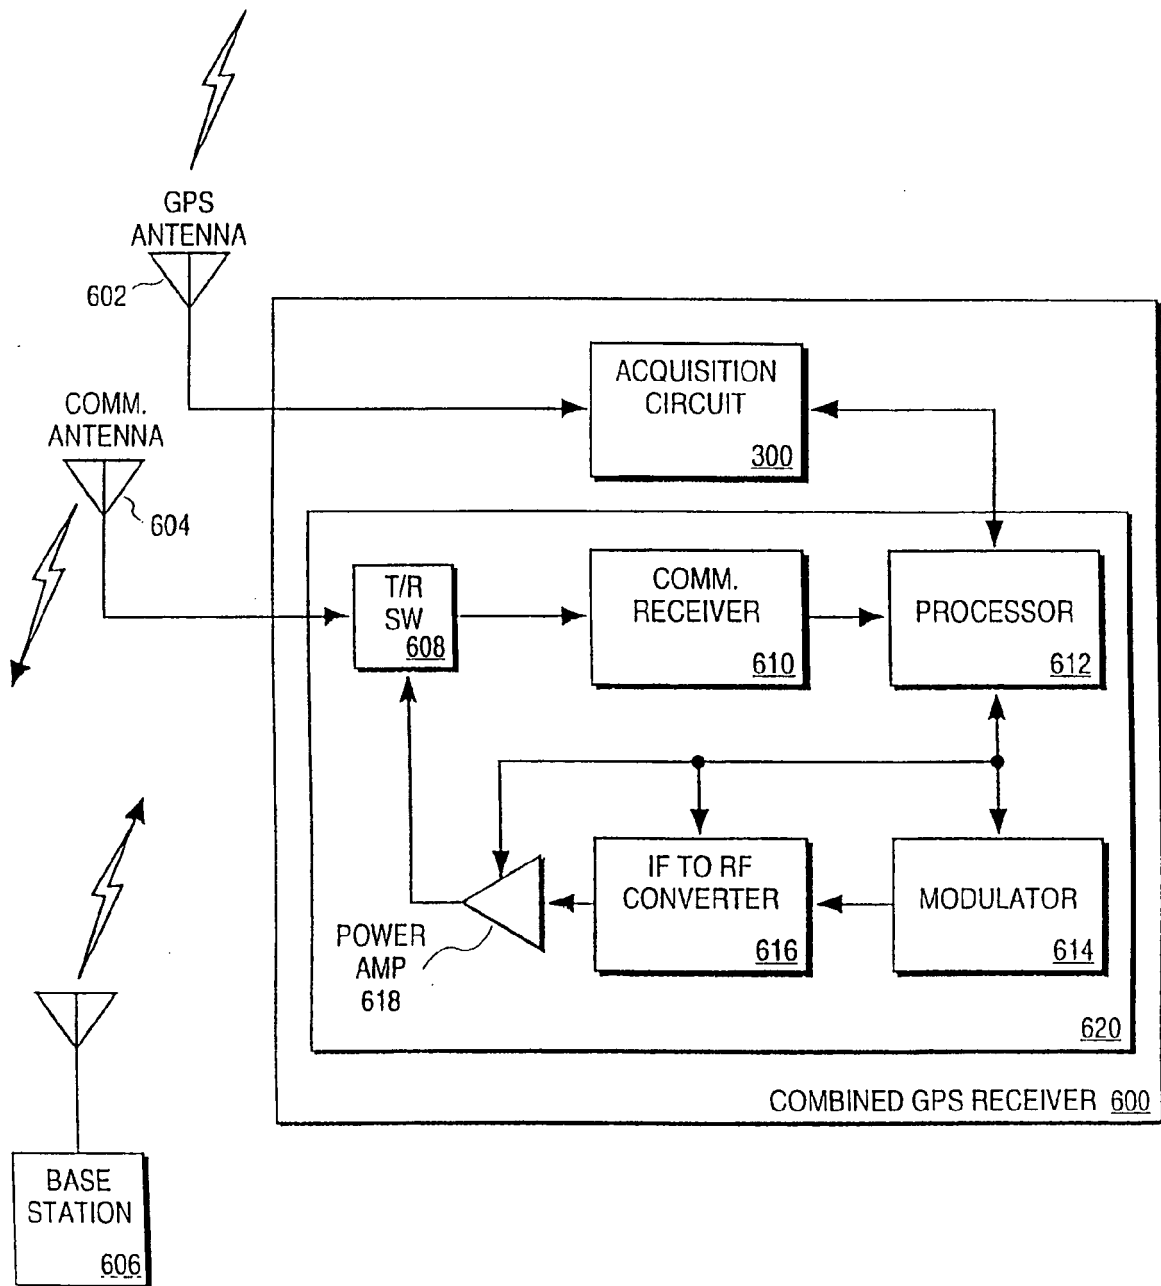 GPS
ANTENNA
602
COMM.
ANTENNA
604
ACQUISITION
CIRCUIT
300
T/R
SW
608
COMM.
RECEIVER
610
PROCESSOR
612
POWER
AMP
618
IF TO RF
CONVERTER
616
MODULATOR
614
620
COMBINED GPS RECEIVER 600
BASE
STATION
606